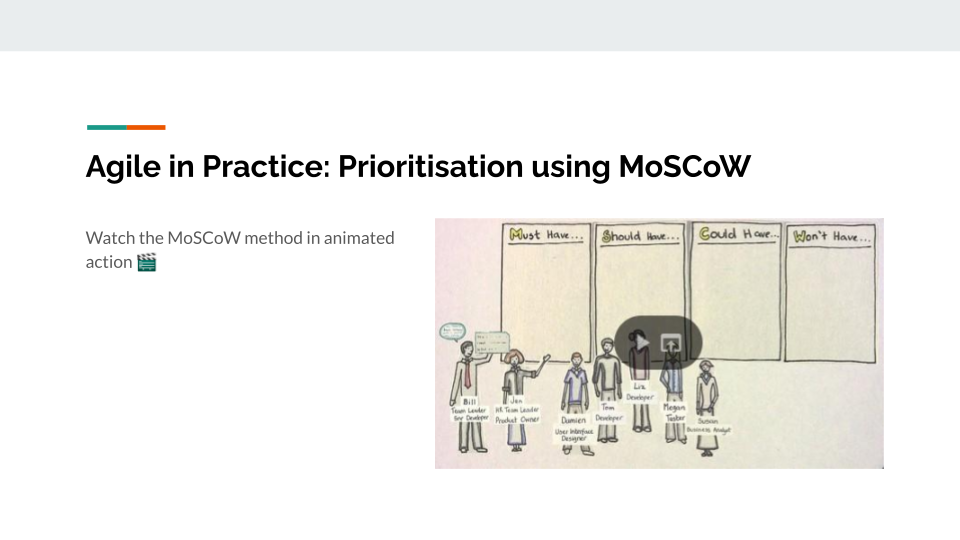 Agile in Practice: Prioritisation using MoSCoW
Watch the MoSCoW method in animated
action 🎬
Must Have...
Should Have...
Could Have...
Won't Have...
Bill
Team Leader
Snr Developer
Jen
HR Team Leader
Product Owner
Damien
User Interface
Designer
Tom
Developer
Liz
Developer
Megan
Tester
Susan
Business Analyst